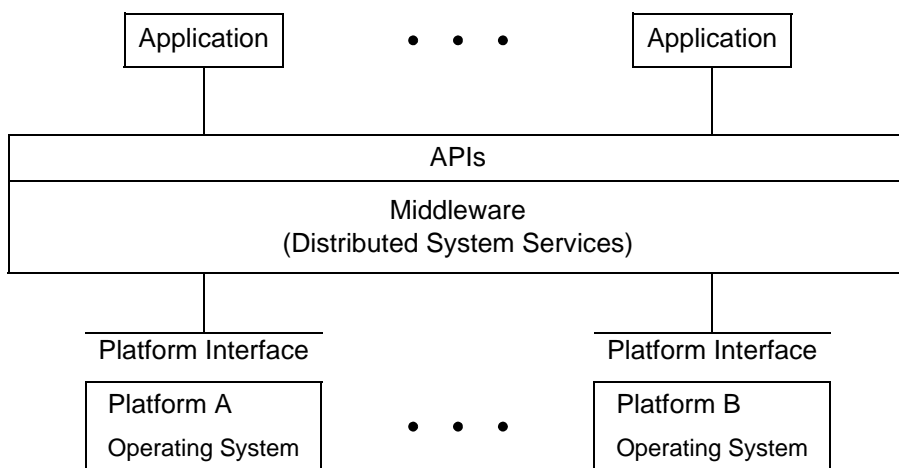 Application
Application
APIs
Middleware
(Distributed System Services)
Platform Interface
Platform Interface
Platform A
Operating System
Platform B
Operating System